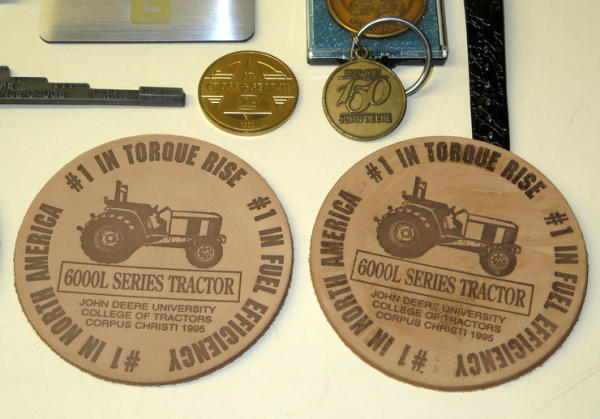 150
JOHN DEERE
25
#1 IN TORQUE RISE
#1 IN FUEL EFFICIENCY
#1 IN NORTH AMERICA
6000L SERIES TRACTOR
JOHN DEERE UNIVERSITY
COLLEGE OF TRACTORS
CORPUS CHRISTI 1995
#1 IN TORQUE RISE
#1 IN FUEL EFFICIENCY
#1 IN NORTH AMERICA
6000L SERIES TRACTOR
JOHN DEERE UNIVERSITY
COLLEGE OF TRACTORS
CORPUS CHRISTI 1995